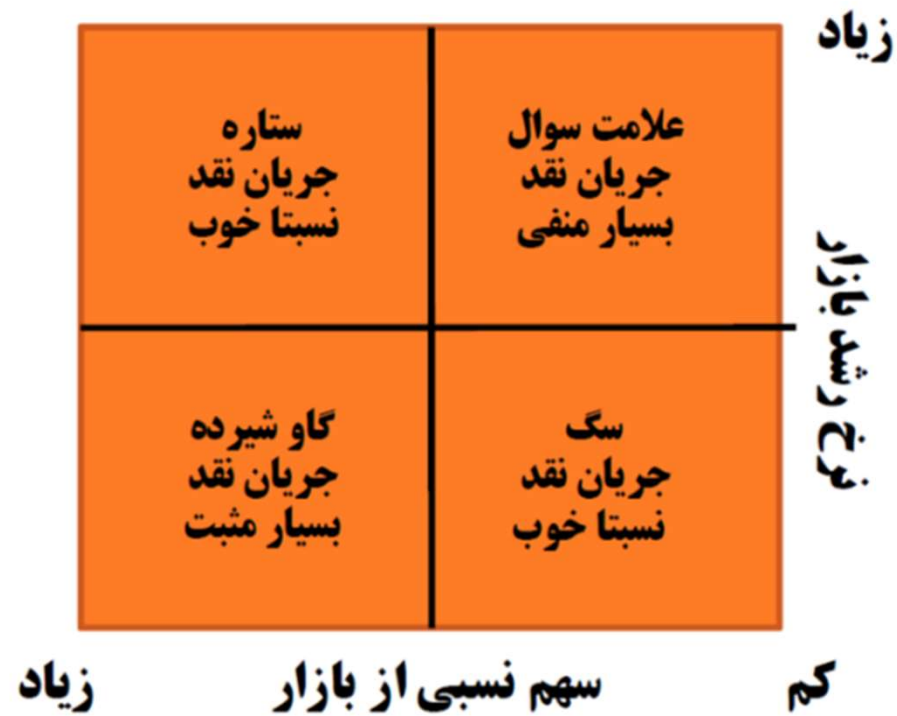 زیاد
علامت سوال
جریان نقد
بسیار منفی
ستاره
جریان نقد
نسبتا خوب
نرخ رشد بازار
سگ
جریان نقد
نسبتا خوب
گاو شیرده
جریان نقد
بسیار مثبت
کم
سهم نسبی از بازار
زیاد